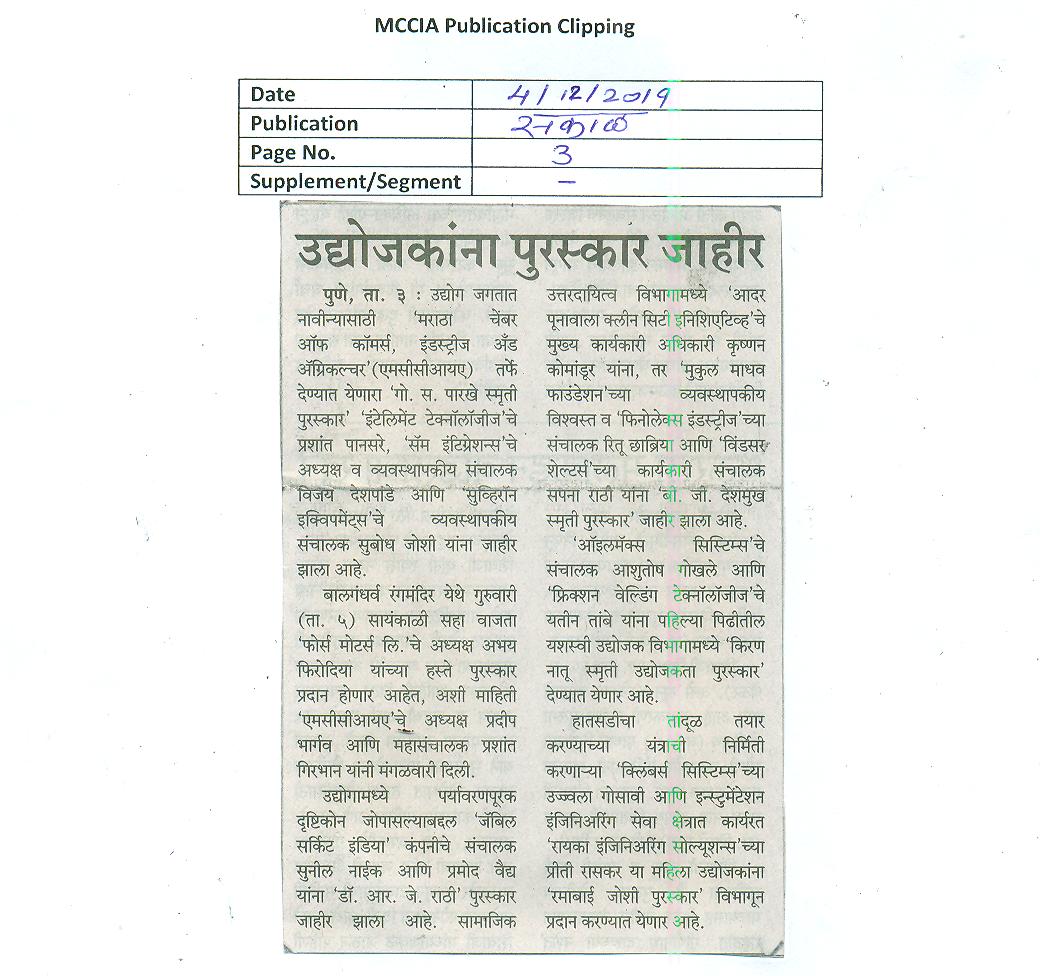 MCCIA Publication Clipping
Date 4/12/2019
Publication सकाळ
Page No. 3
Supplement/Segment –
उद्योजकांना पुरस्कार जाहीर
पुणे, ता. ३ : उद्योग जगतात
नावीन्यासाठी 'मराठा चेंबर
ऑफ कॉमर्स, इंडस्ट्रीज अँड
ॲग्रिकल्चर'(एमसीसीआयए) तर्फे
देण्यात येणारा 'गो. स. पारखे स्मृती
पुरस्कार' 'इंटेलिमेंट टेक्नॉलॉजीज'चे
प्रशांत पानसरे, 'सॅम इंटिग्रेशन्स'चे
अध्यक्ष व व्यवस्थापकीय संचालक
विजय देशपांडे आणि 'सुव्हिरॉन
इक्विपमेंट्स'चे व्यवस्थापकीय
संचालक सुबोध जोशी यांना जाहीर
झाला आहे.
बालगंधर्व रंगमंदिर येथे गुरुवारी
(ता. ५) सायंकाळी सहा वाजता
'फोर्स मोटर्स लि.'चे अध्यक्ष अभय
फिरोदिया यांच्या हस्ते पुरस्कार
प्रदान होणार आहेत, अशी माहिती
'एमसीसीआयए'चे अध्यक्ष प्रदीप
भार्गव आणि महासंचालक प्रशांत
गिरभान यांनी मंगळवारी दिली.
उद्योगामध्ये पर्यावरणपूरक
दृष्टिकोन जोपासल्याबद्दल 'जॅबिल
सर्किट इंडिया' कंपनीचे संचालक
सुनील नाईक आणि प्रमोद वैद्य
यांना 'डॉ. आर. जे. राठी' पुरस्कार
जाहीर झाला आहे. सामाजिक
उत्तरदायित्व विभागामध्ये 'आदर
पूनावाला क्लीन सिटी इनिशिएटिव्ह'चे
मुख्य कार्यकारी अधिकारी कृष्णन
कोमांडूर यांना, तर 'मुकुल माधव
फाउंडेशन'च्या व्यवस्थापकीय
विश्वस्त व 'फिनोलेक्स इंडस्ट्रीज'च्या
संचालक रितू छाब्रिया आणि 'विंडसर
शेल्टर्स'च्या कार्यकारी संचालक
सपना राठी यांना 'बी. जी. देशमुख
स्मृती पुरस्कार' जाहीर झाला आहे.
'ऑइलमॅक्स सिस्टिम्स'चे
संचालक आशुतोष गोखले आणि
'फ्रिक्शन वेल्डिंग टेक्नॉलॉजीज'चे
यतीन तांबे यांना पहिल्या पिढीतील
यशस्वी उद्योजक विभागामध्ये 'किरण
नातू स्मृती उद्योजकता पुरस्कार'
देण्यात येणार आहे.
हातसडीचा तांदूळ तयार
करण्याच्या यंत्राची निर्मिती
करणाऱ्या 'क्लिंबर्स सिस्टिम्स'च्या
उज्ज्वला गोसावी आणि इन्स्ट्रुमेंटेशन
इंजिनिअरिंग सेवा क्षेत्रात कार्यरत
'रायका इंजिनिअरिंग सोल्यूशन्स'च्या
प्रीती रासकर या महिला उद्योजकांना
'रमाबाई जोशी पुरस्कार' विभागून
प्रदान करण्यात येणार आहे.